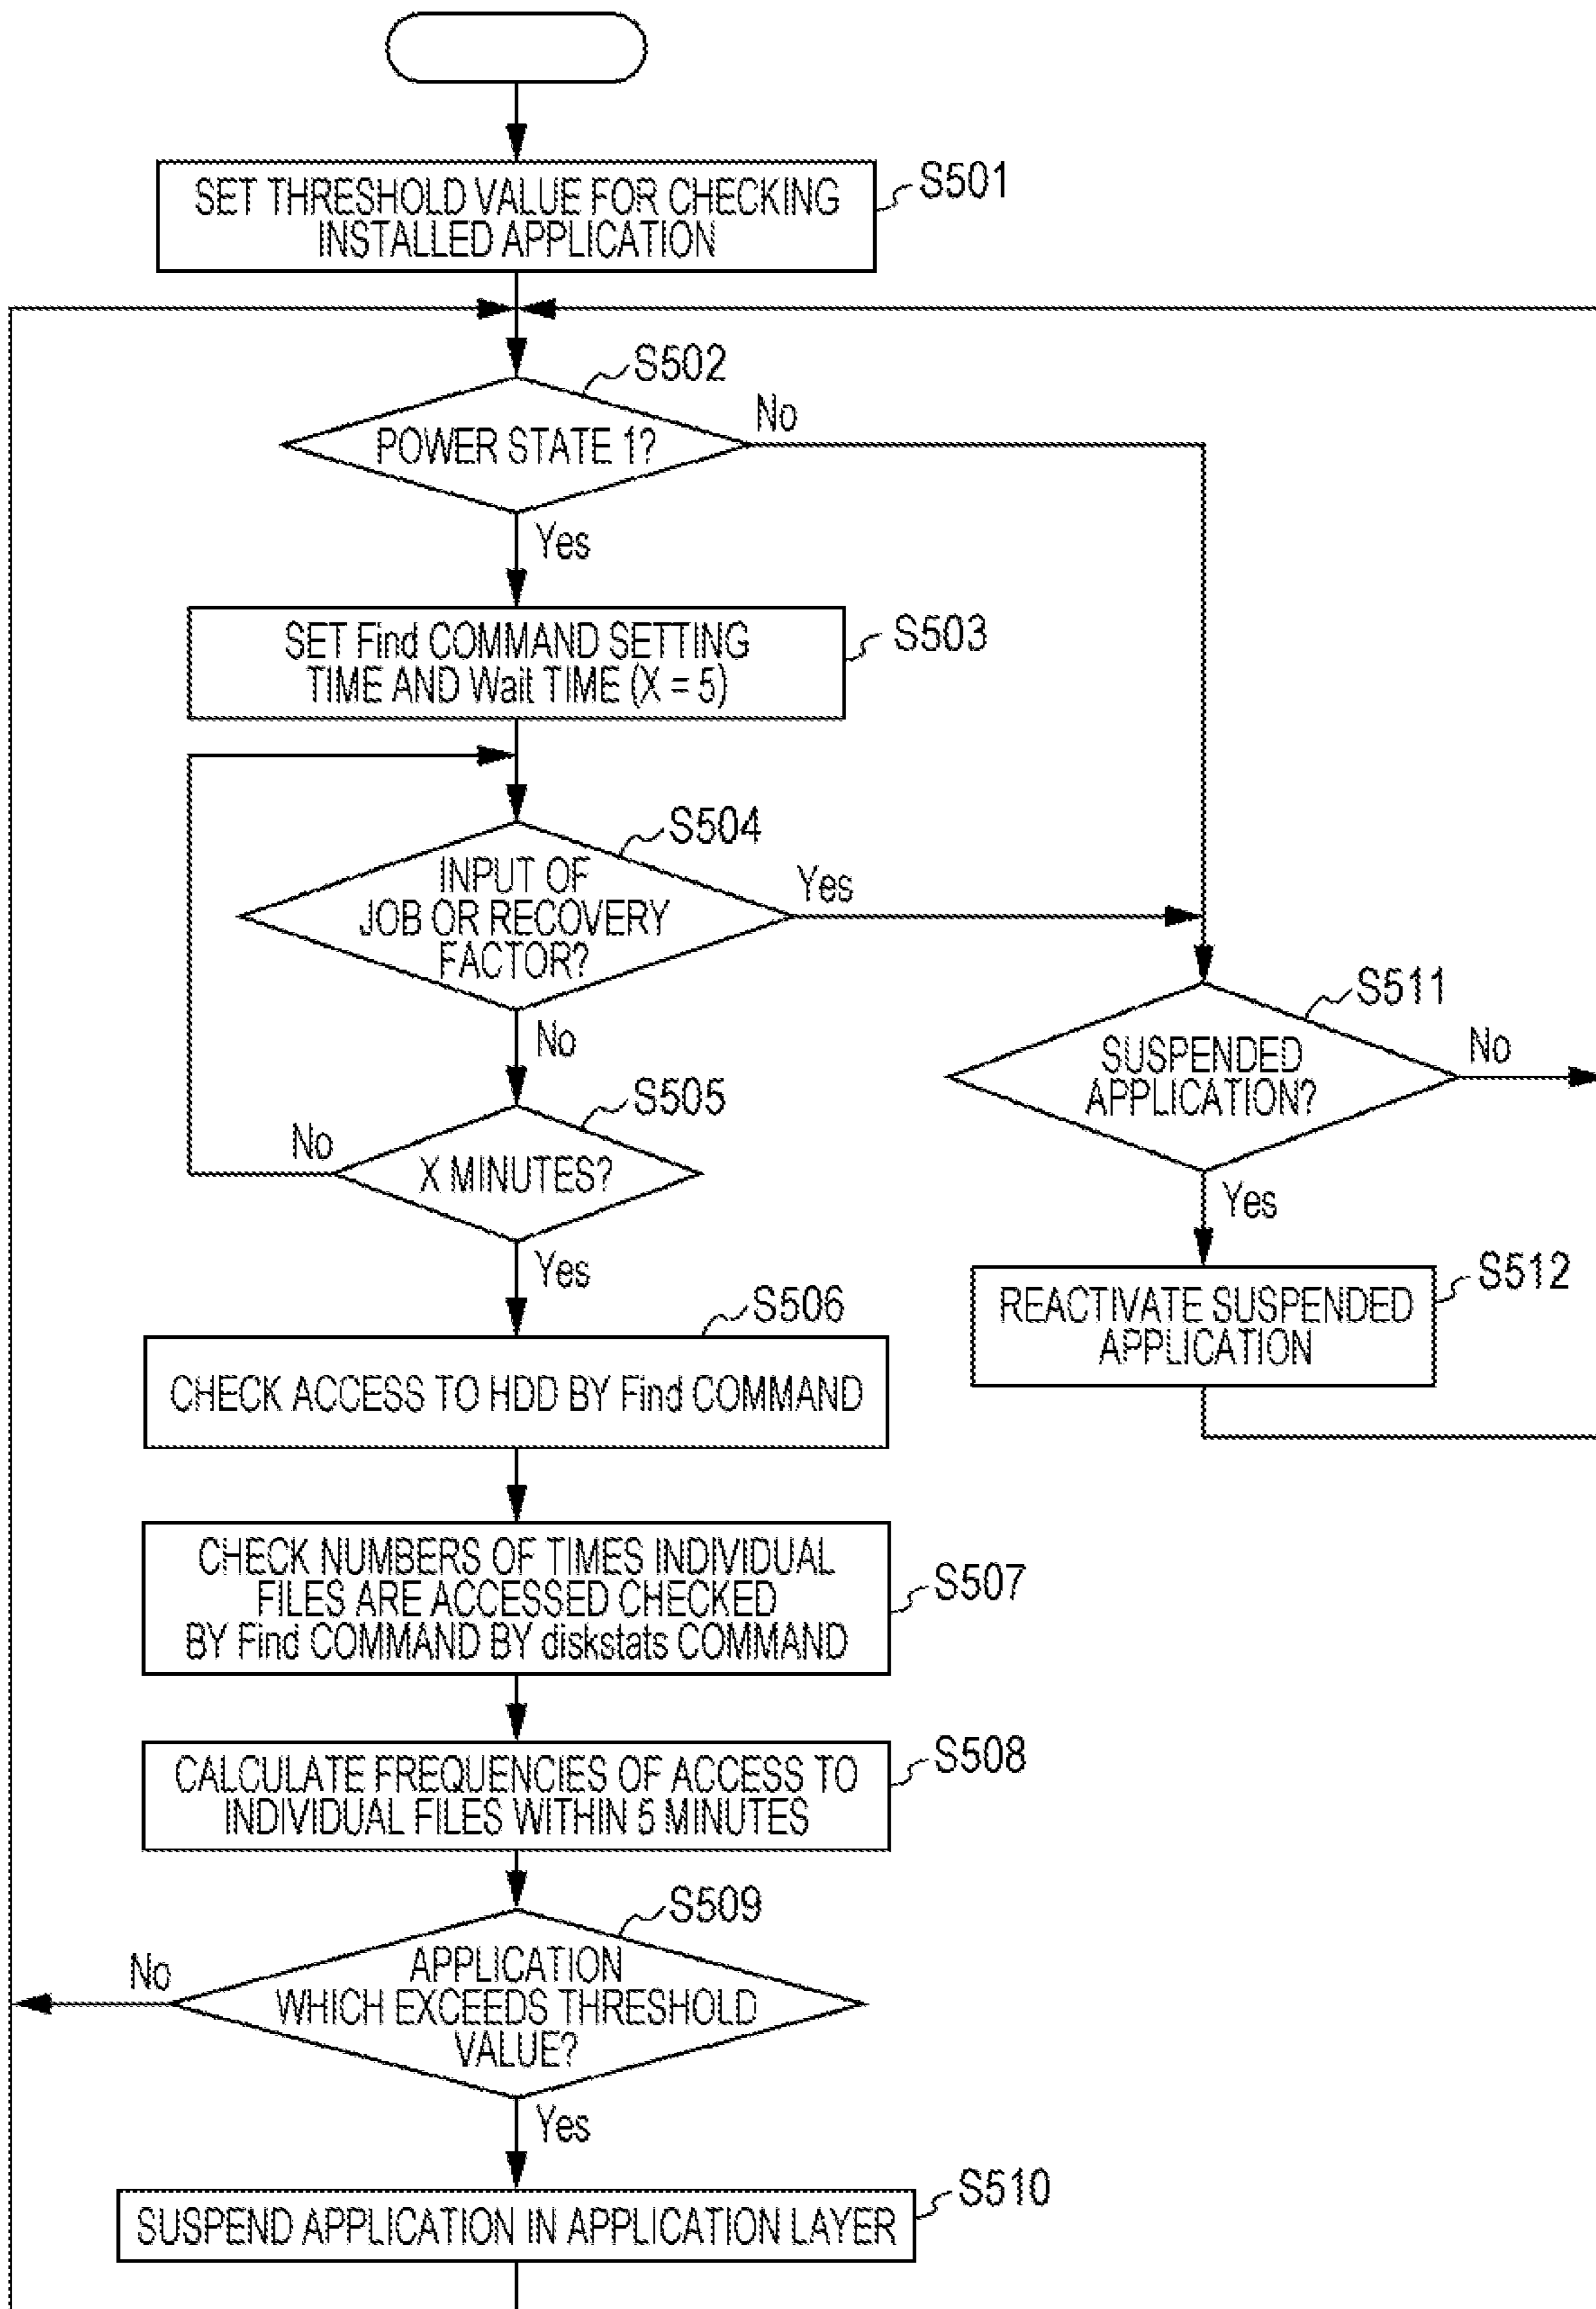 SET THRESHOLD VALUE FOR CHECKING
INSTALLED APPLICATION
S501
S502
POWER STATE 1?
No
Yes
SET Find COMMAND SETTING
TIME AND Wait TIME (X = 5)
S503
S504
INPUT OF
JOB OR RECOVERY
FACTOR?
Yes
No
S505
X MINUTES?
No
Yes
S506
CHECK ACCESS TO HDD BY Find COMMAND
CHECK NUMBERS OF TIMES INDIVIDUAL
FILES ARE ACCESSED CHECKED
BY Find COMMAND BY diskstats COMMAND
S507
CALCULATE FREQUENCIES OF ACCESS TO
INDIVIDUAL FILES WITHIN 5 MINUTES
S508
S509
APPLICATION
WHICH EXCEEDS THRESHOLD
VALUE?
No
Yes
SUSPEND APPLICATION IN APPLICATION LAYER
S510
S511
SUSPENDED
APPLICATION?
No
Yes
REACTIVATE SUSPENDED
APPLICATION
S512